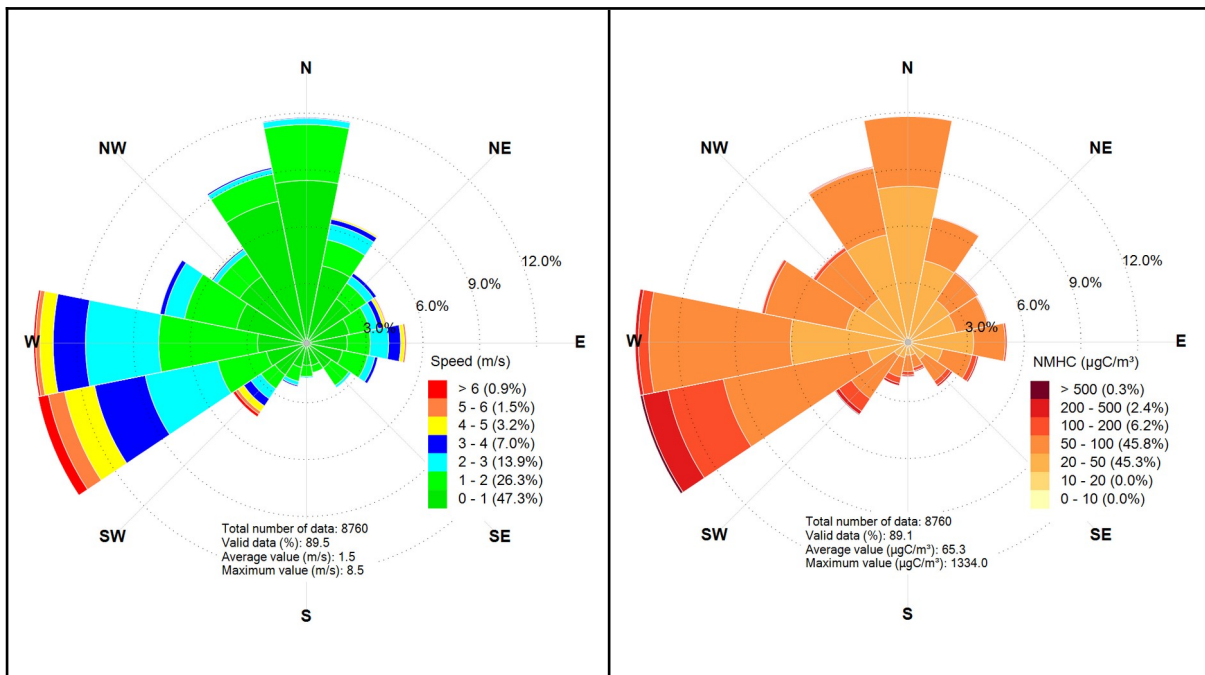 N
NW
NE
12.0%
9.0%
6.0%
3.0%
W
E
Speed (m/s)
> 6 (0.9%)
5 - 6 (1.5%)
4 - 5 (3.2%)
3 - 4 (7.0%)
2 - 3 (13.9%)
1 - 2 (26.3%)
0 - 1 (47.3%)
SW
SE
Total number of data: 8760
Valid data (%): 89.5
Average value (m/s): 1.5
Maximum value (m/s): 8.5
S
N
NW
NE
12.0%
9.0%
6.0%
3.0%
W
E
NMHC (µgC/m³)
> 500 (0.3%)
200 - 500 (2.4%)
100 - 200 (6.2%)
50 - 100 (45.8%)
20 - 50 (45.3%)
10 - 20 (0.0%)
0 - 10 (0.0%)
SW
SE
Total number of data: 8760
Valid data (%): 89.1
Average value (µgC/m³): 65.3
Maximum value (µgC/m³): 1334.0
S